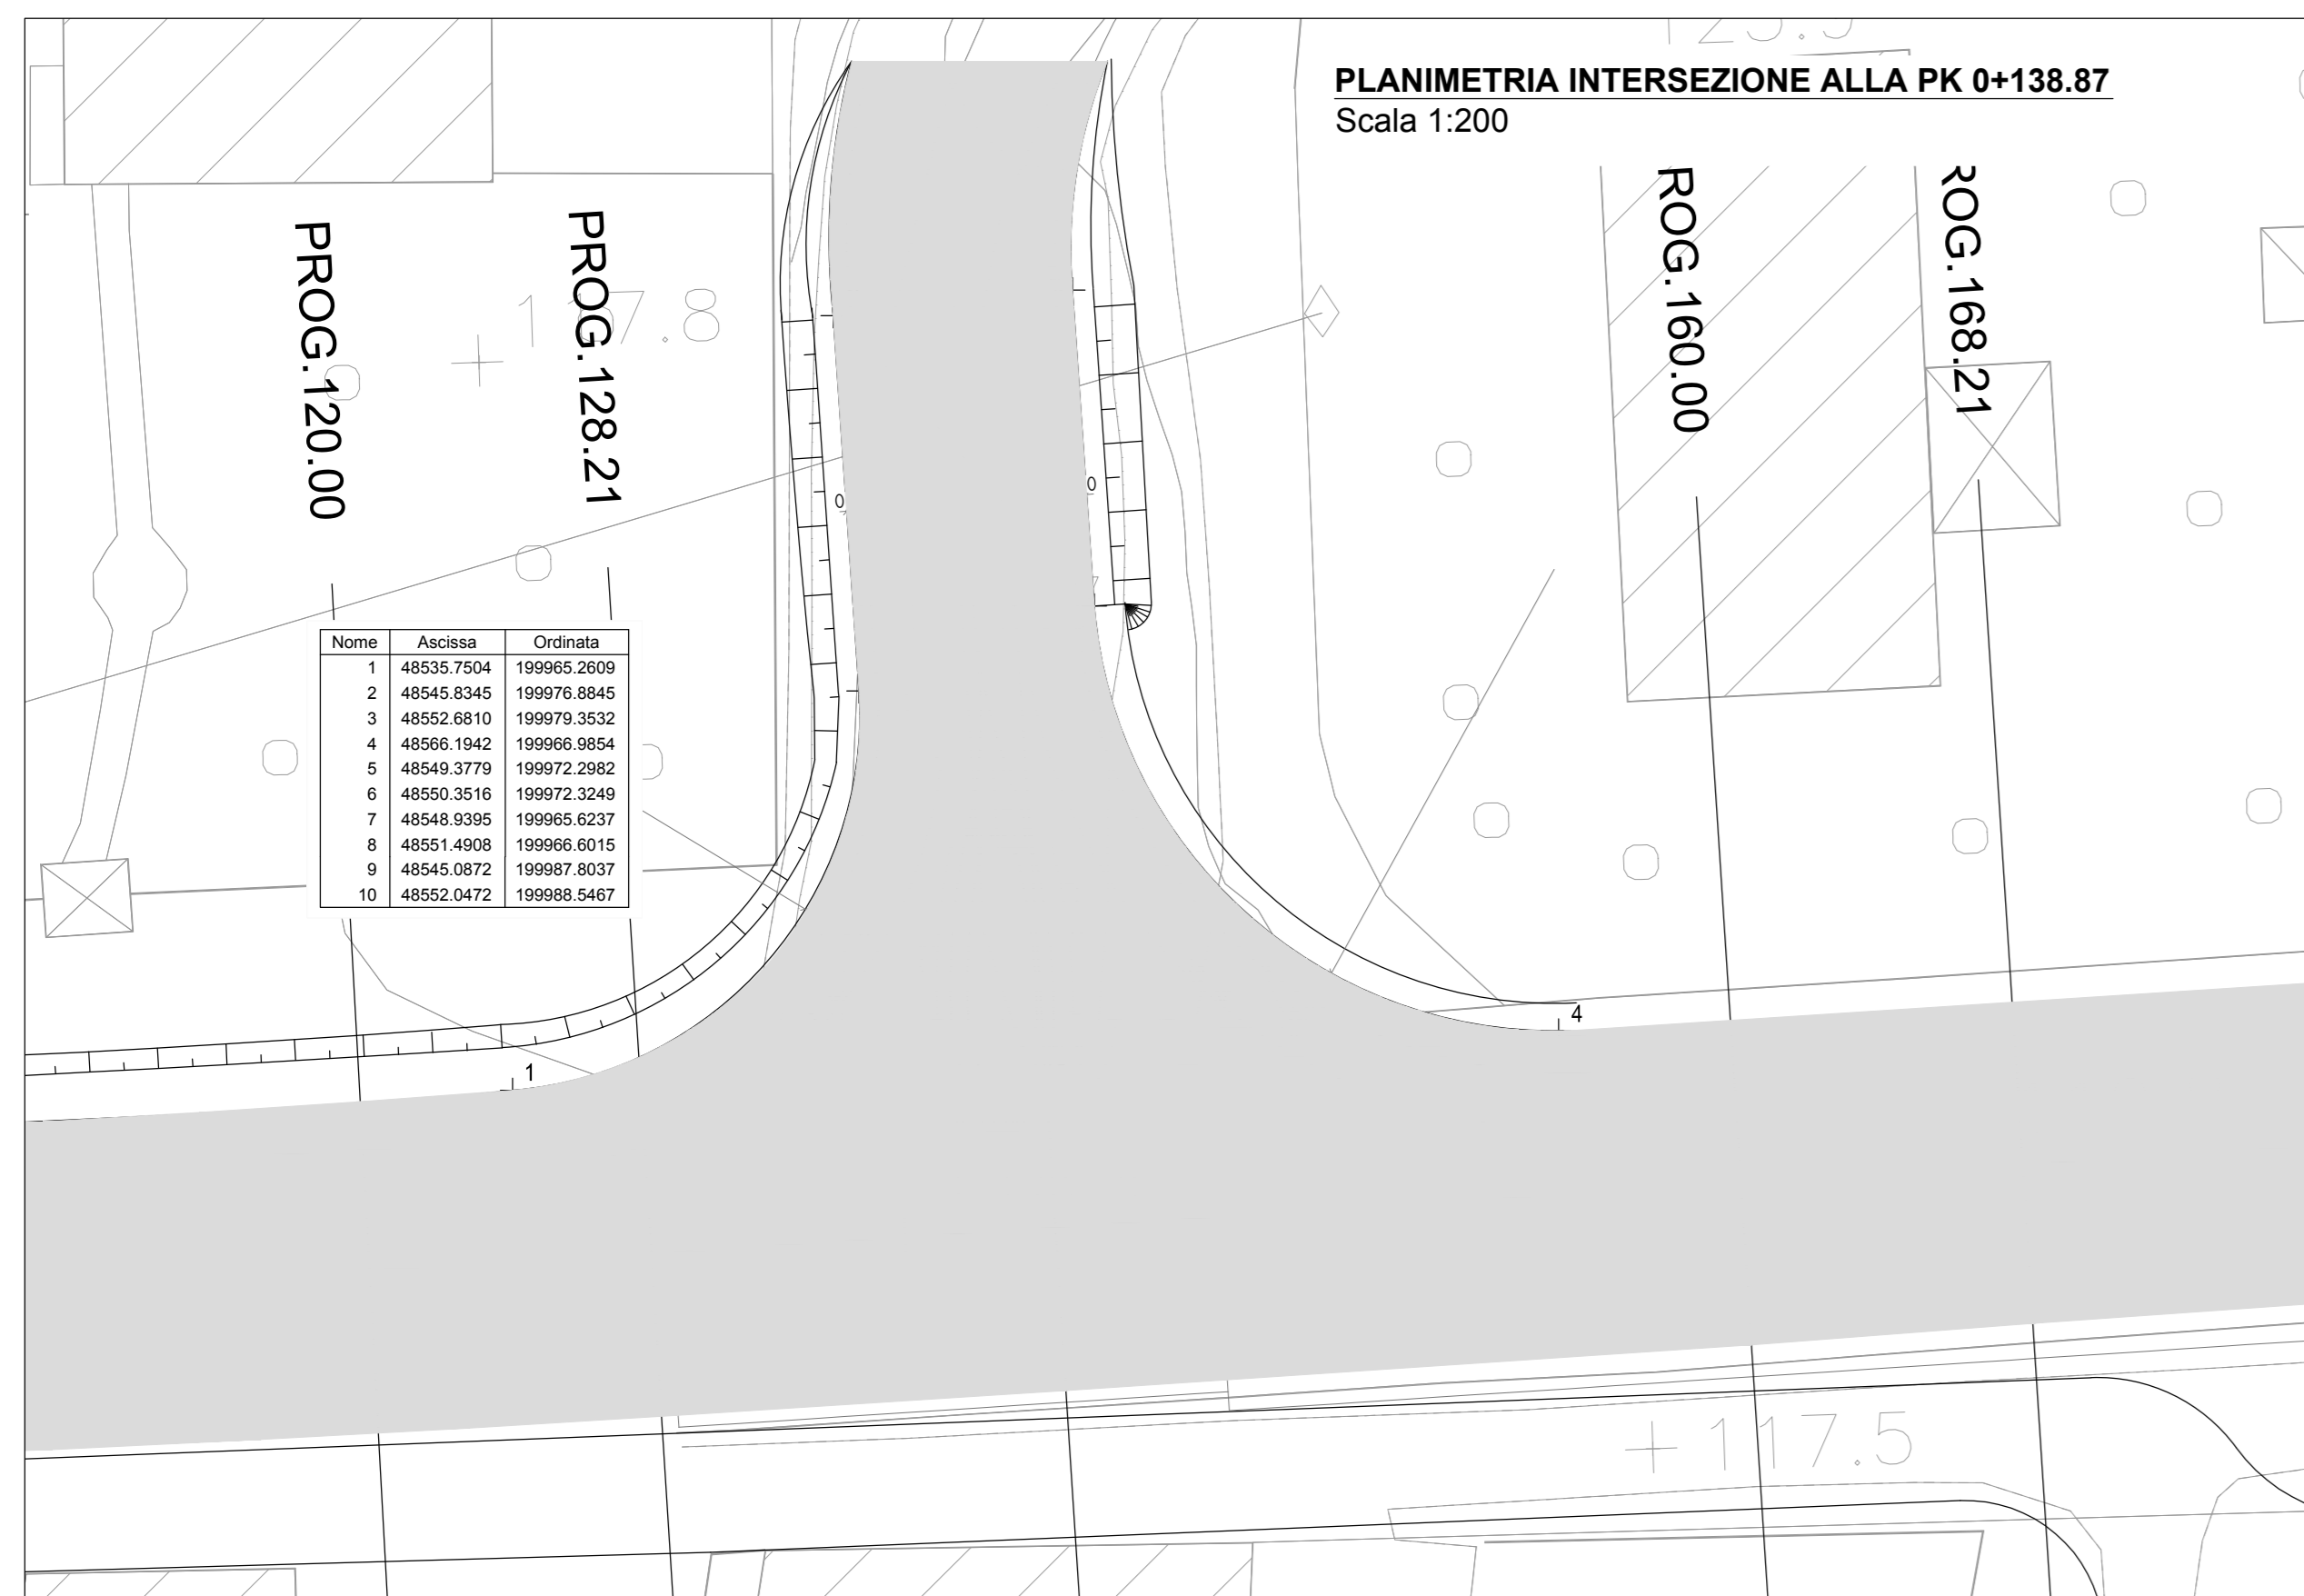 PLANIMETRIA INTERSEZIONE ALLA PK 0+138.87
Scala 1:200
PROG.120.00
PROG.128.21
ROG.160.00
ROG.168.21
7.8
0
0
Nome Ascissa Ordinata
1 48535.7504 199965.2609
2 48545.8345 199976.8845
3 48552.6810 199979.3532
4 48566.1942 199966.9854
5 48549.3779 199972.2982
6 48550.3516 199972.3249
7 48548.9395 199965.6237
8 48551.4908 199966.6015
9 48545.0872 199987.8037
10 48552.0472 199988.5467
4
1
+ 117.5